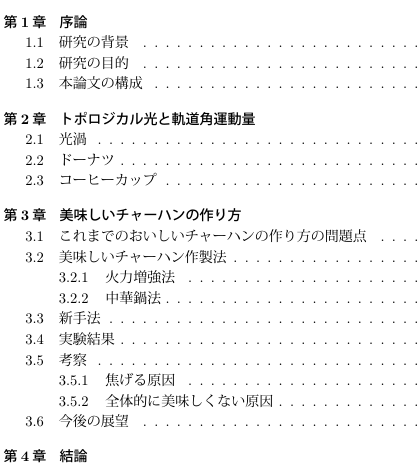 第1章 序論
1.1 研究の背景 . . . . . . . . . . . . . . . . . . . .
1.2 研究の目的 . . . . . . . . . . . . . . . . . . . .
1.3 本論文の構成 . . . . . . . . . . . . . . . . . . .
第2章 トポロジカル光と軌道角運動量
2.1 光渦 . . . . . . . . . . . . . . . . . . . . . . .
2.2 ドーナツ . . . . . . . . . . . . . . . . . . . . .
2.3 コーヒーカップ . . . . . . . . . . . . . . . . . .
第3章 美味しいチャーハンの作り方
3.1 これまでのおいしいチャーハンの作り方の問題点 . . . .
3.2 美味しいチャーハン作製法 . . . . . . . . . . . . . .
3.2.1 火力増強法 . . . . . . . . . . . . . . . . .
3.2.2 中華鍋法 . . . . . . . . . . . . . . . . . .
3.3 新手法 . . . . . . . . . . . . . . . . . . . . . .
3.4 実験結果 . . . . . . . . . . . . . . . . . . . . .
3.5 考察 . . . . . . . . . . . . . . . . . . . . . . .
3.5.1 焦げる原因 . . . . . . . . . . . . . . . . .
3.5.2 全体的に美味しくない原因 . . . . . . . . . . .
3.6 今後の展望 . . . . . . . . . . . . . . . . . . . .
第4章 結論